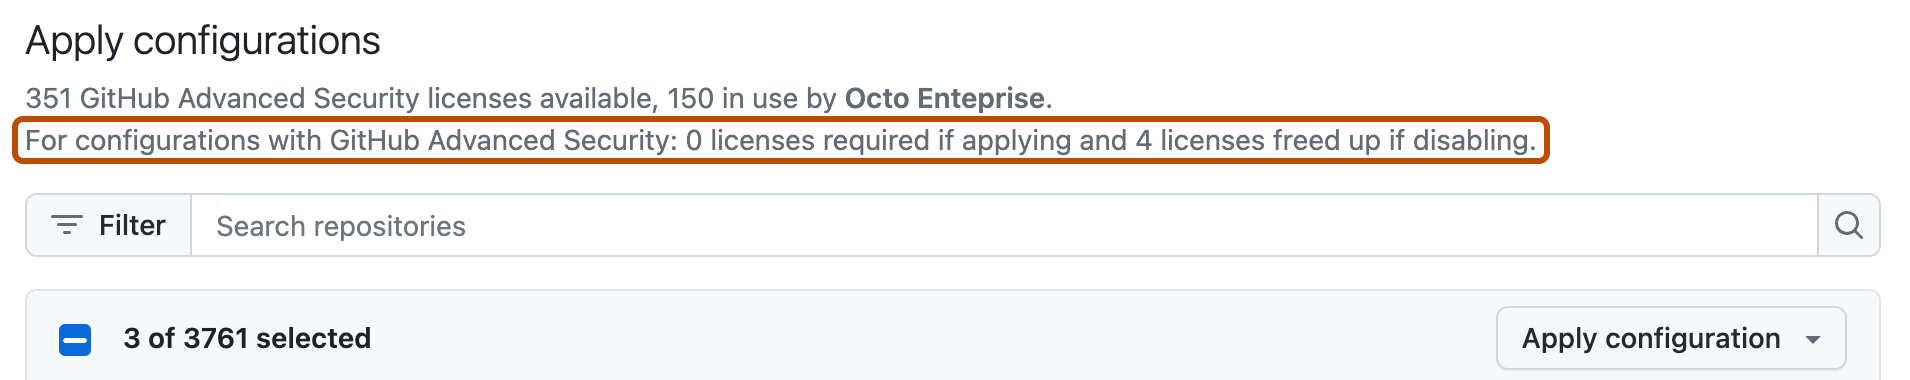 Apply configurations
351 GitHub Advanced Security licenses available, 150 in use by Octo Enteprise.
For configurations with GitHub Advanced Security: 0 licenses required if applying and 4 licenses freed up if disabling.
Filter Search repositories
3 of 3761 selected Apply configuration